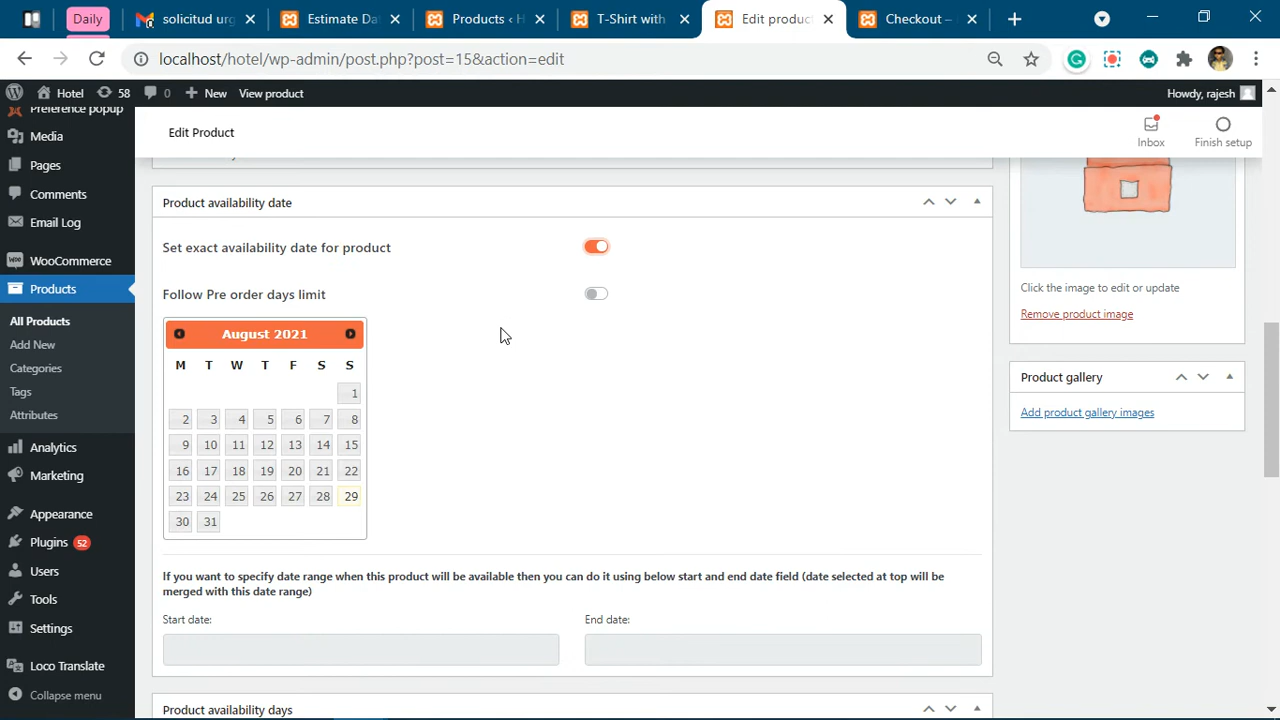 Daily
solicitud urg
Estimate Da
Products ‹ H
T-Shirt with
Edit produc
Checkout –
localhost/hotel/wp-admin/post.php?post=15&action=edit
Hotel
58
0
New
View product
Howdy, rajesh
Preference popup
Media
Pages
Comments
Email Log
WooCommerce
Products
All Products
Add New
Categories
Tags
Attributes
Analytics
Marketing
Appearance
Plugins 52
Users
Tools
Settings
Loco Translate
Collapse menu
Edit Product
Inbox
Finish setup
Product availability date
Set exact availability date for product
Follow Pre order days limit
August 2021
M T W T F S S
1
2 3 4 5 6 7 8
9 10 11 12 13 14 15
16 17 18 19 20 21 22
23 24 25 26 27 28 29
30 31
If you want to specify date range when this product will be available then you can do it using below start and end date field (date selected at top will be
merged with this date range)
Start date:
End date:
Product availability days
Click the image to edit or update
Remove product image
Product gallery
Add product gallery images